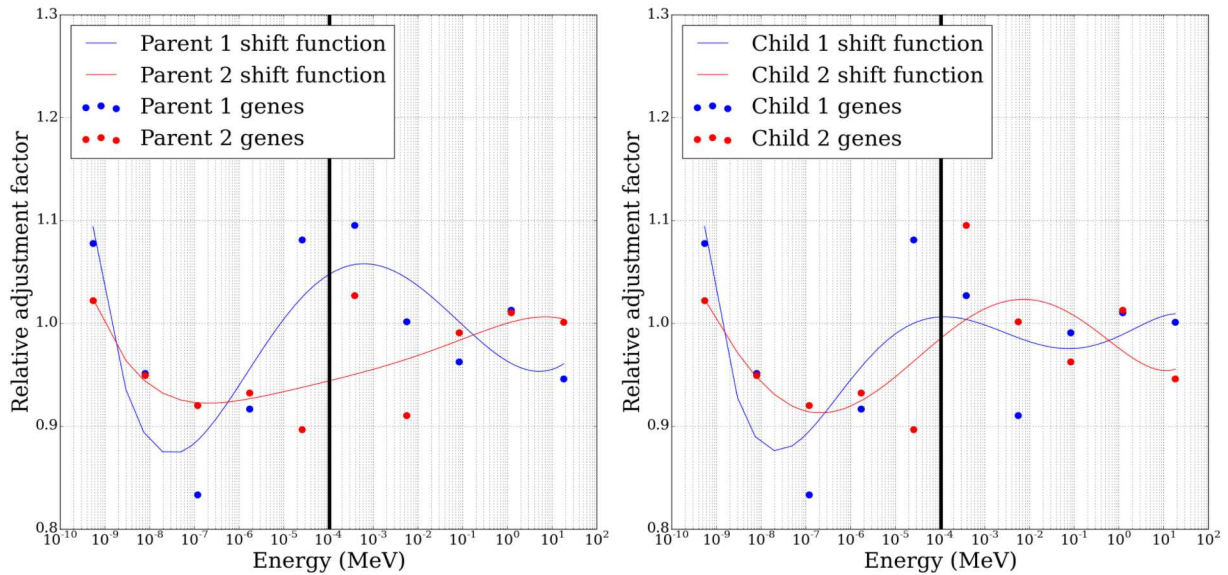 1.3
1.2
1.1
1.0
0.9
0.8
Relative adjustment factor
Parent 1 shift function
Parent 2 shift function
Parent 1 genes
Parent 2 genes
10^-10 10^-9 10^-8 10^-7 10^-6 10^-5 10^-4 10^-3 10^-2 10^-1 10^0 10^1 10^2
Energy (MeV)
1.3
1.2
1.1
1.0
0.9
0.8
Relative adjustment factor
Child 1 shift function
Child 2 shift function
Child 1 genes
Child 2 genes
10^-10 10^-9 10^-8 10^-7 10^-6 10^-5 10^-4 10^-3 10^-2 10^-1 10^0 10^1 10^2
Energy (MeV)